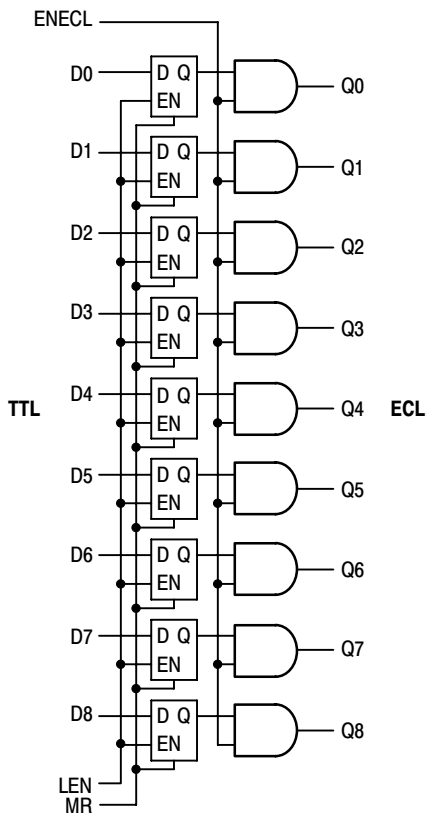 ENECL
D0 D Q EN Q0
D1 D Q EN Q1
D2 D Q EN Q2
D3 D Q EN Q3
TTL D4 D Q EN Q4 ECL
D5 D Q EN Q5
D6 D Q EN Q6
D7 D Q EN Q7
D8 D Q EN Q8
LEN
MR